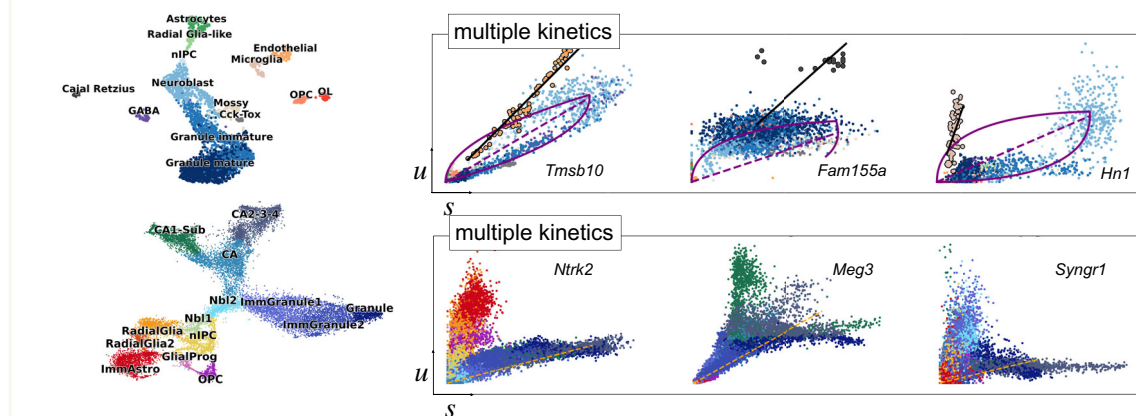 Astrocytes
Radial Glia-like
nIPC
Endothelial
Microglia
Neuroblast
Cajal Retzius
OPC OL
Mossy
GABA
Cck-Tox
Granule immature
Granule mature
multiple kinetics
u
s
Tmsb10
Fam155a
Hn1
CA2-3-4
CA1-Sub
CA
Nbl2 ImmGranule1
Granule
Nbl1
ImmGranule2
RadialGlia
nIPC
RadialGlia2
GlialProg
ImmAstro
OPC
multiple kinetics
u
s
Ntrk2
Meg3
Syngr1